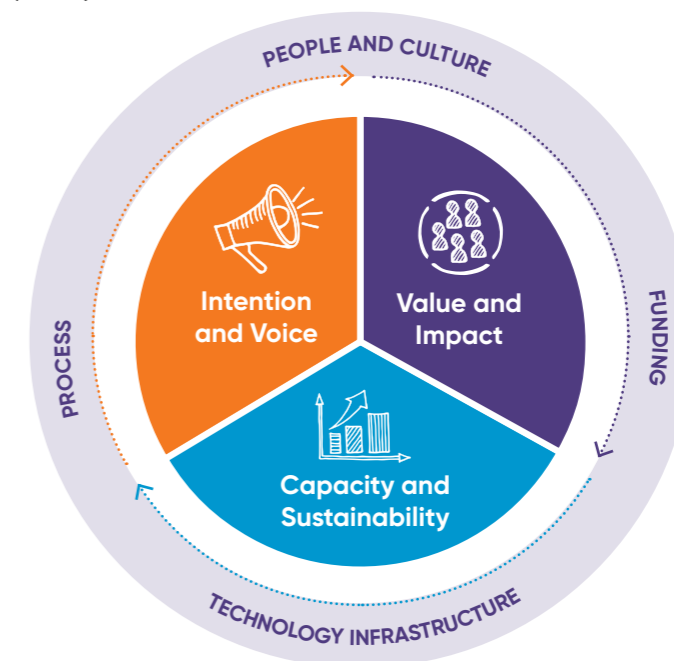 PEOPLE AND CULTURE
Intention
and Voice
Value and
Impact
FUNDING
PROCESS
Capacity and
Sustainability
TECHNOLOGY INFRASTRUCTURE